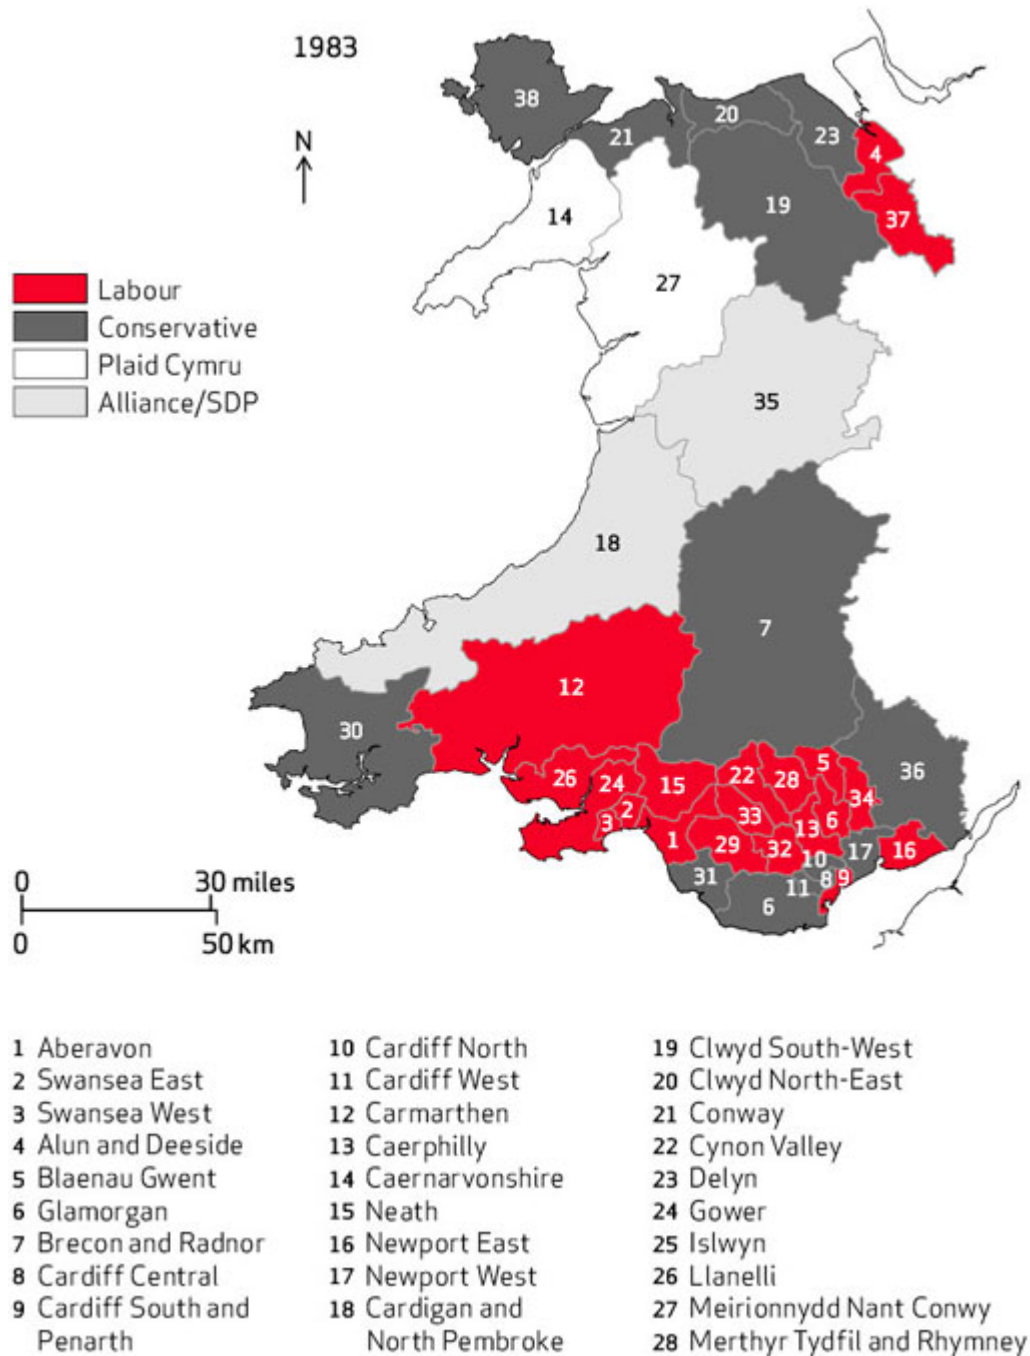 1983
N
Labour
Conservative
Plaid Cymru
Alliance/SDP
38
20
21
23
4
14
19
37
27
35
18
7
12
30
5
36
26
24
15
22
28
34
2
33
13
6
3
1
29
32
17
16
10
31
8
9
11
6
0 30 miles
0 50 km
1 Aberavon
2 Swansea East
3 Swansea West
4 Alun and Deeside
5 Blaenau Gwent
6 Glamorgan
7 Brecon and Radnor
8 Cardiff Central
9 Cardiff South and
Penarth
10 Cardiff North
11 Cardiff West
12 Carmarthen
13 Caerphilly
14 Caernarvonshire
15 Neath
16 Newport East
17 Newport West
18 Cardigan and
North Pembroke
19 Clwyd South-West
20 Clwyd North-East
21 Conway
22 Cynon Valley
23 Delyn
24 Gower
25 Islwyn
26 Llanelli
27 Meirionnydd Nant Conwy
28 Merthyr Tydfil and Rhymney